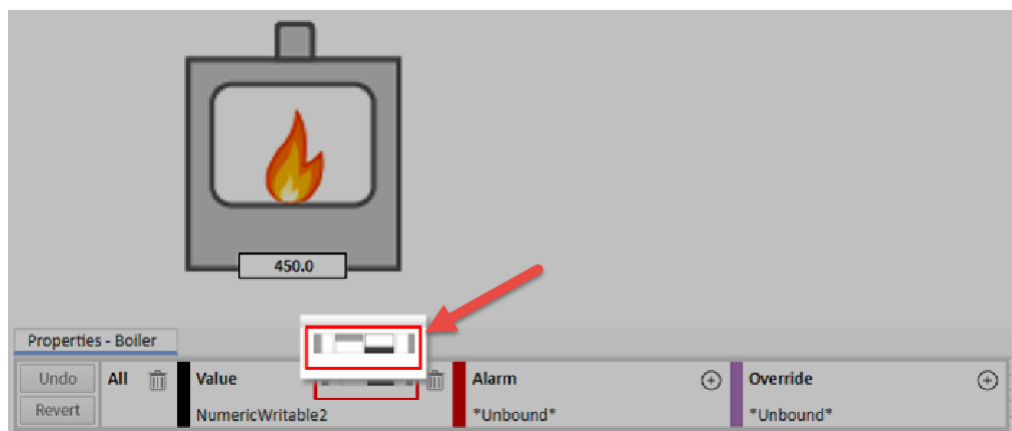 450.0
Properties - Boiler
Undo
All
Value
Alarm
Override
Revert
NumericWritable2
*Unbound*
*Unbound*